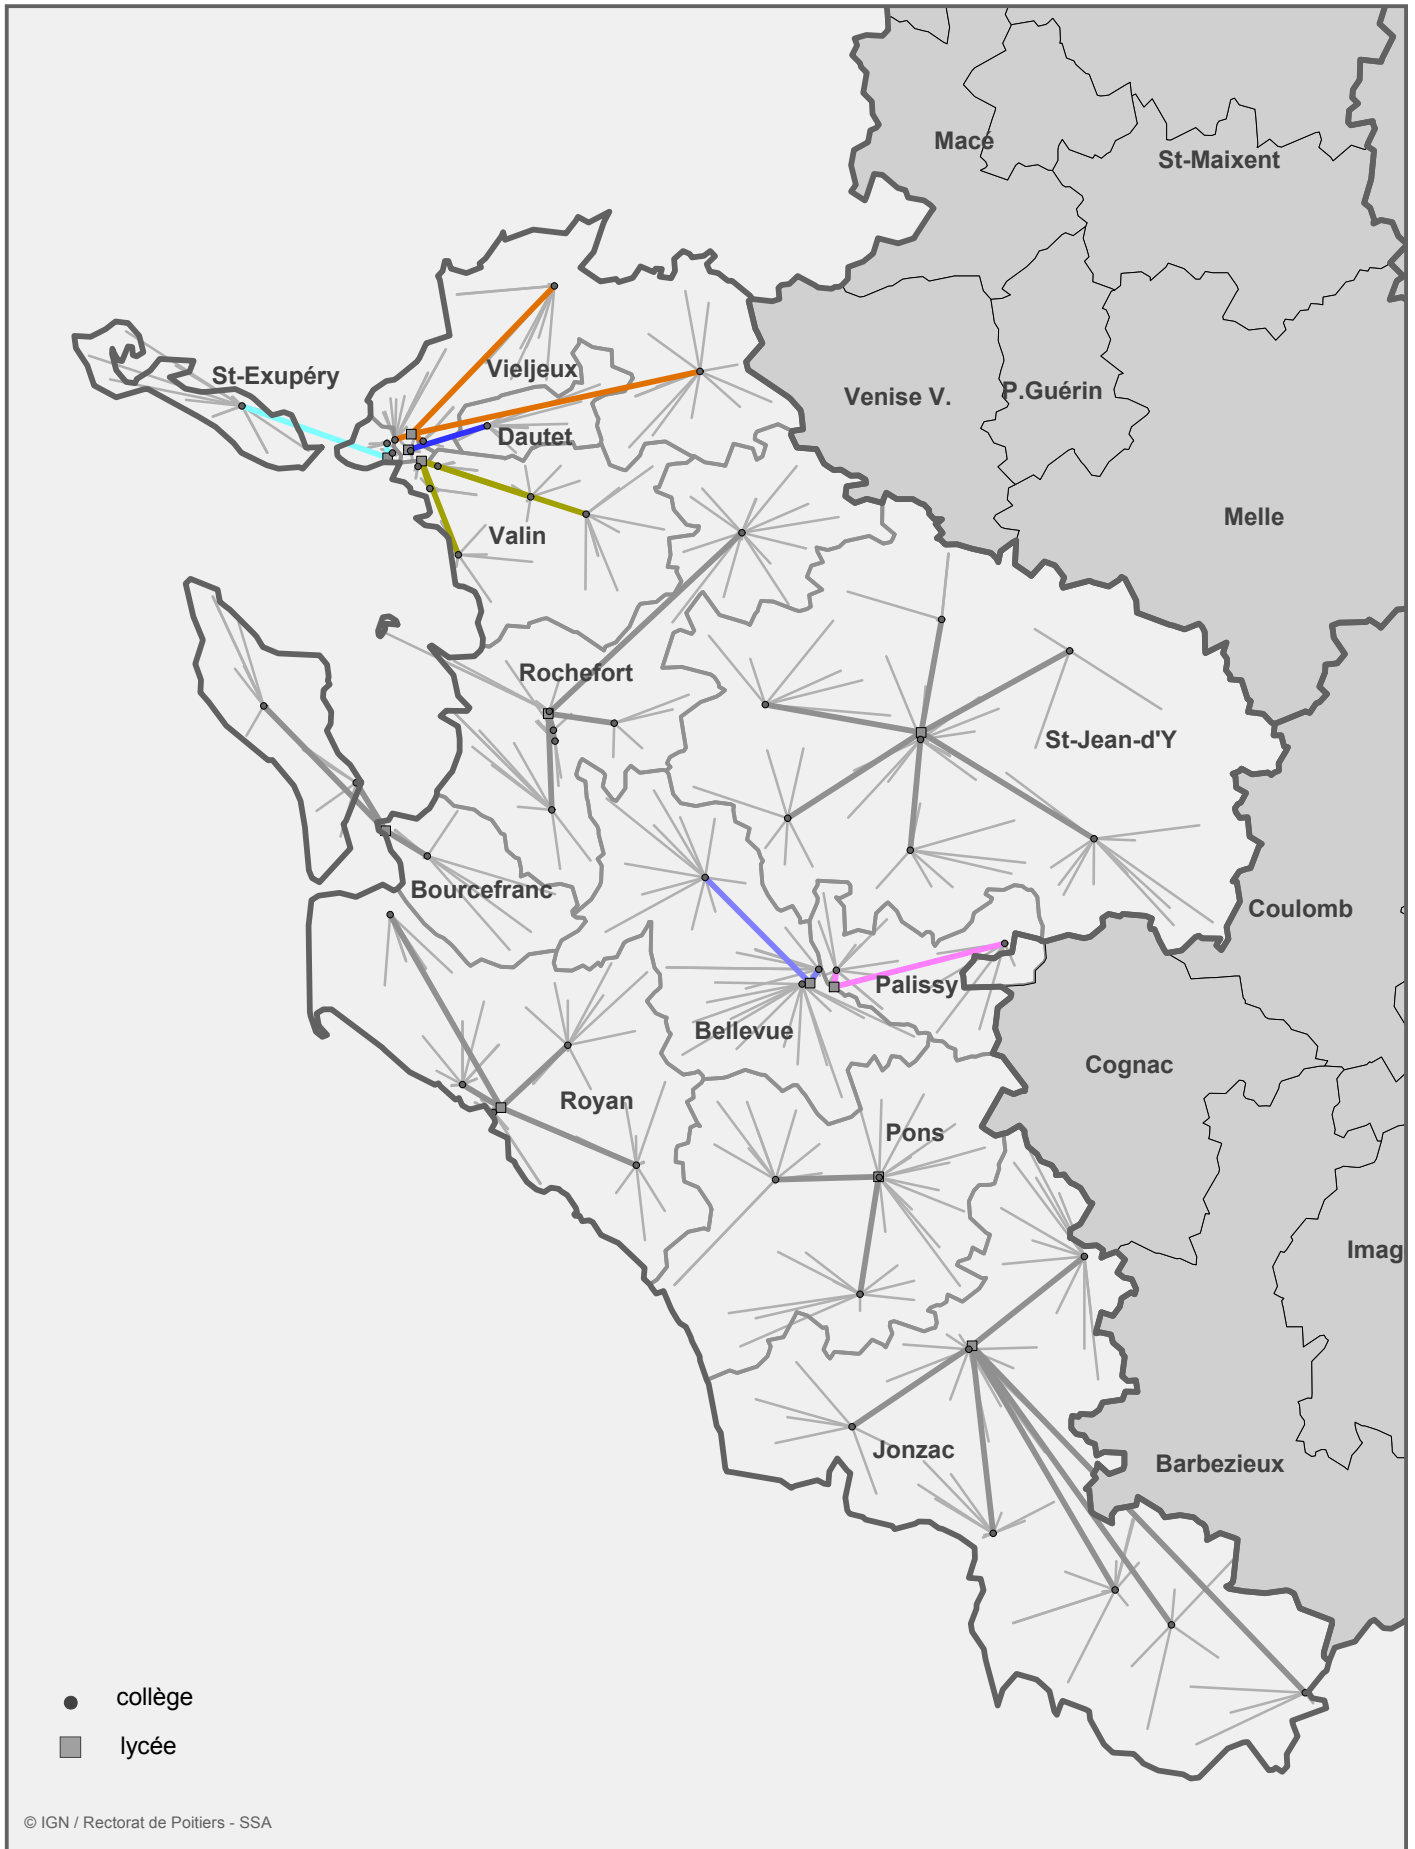 Macé
St-Maixent
St-Exupéry
Vieljeux
Venise V.
P.Guérin
Dautet
Valin
Melle
Rochefort
St-Jean-d'Y
Bourcefranc
Coulomb
Palissy
Bellevue
Cognac
Royan
Pons
Imag
Jonzac
Barbezieux
collège
lycée
© IGN / Rectorat de Poitiers - SSA